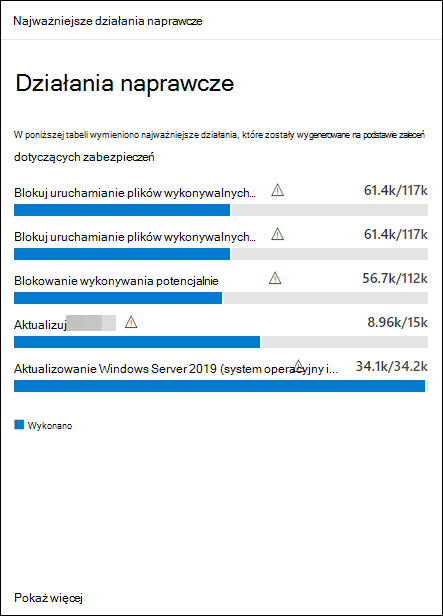 Najważniejsze działania naprawcze
Działania naprawcze
W poniższej tabeli wymieniono najważniejsze działania, które zostały wygenerowane na podstawie zaleceń
dotyczących zabezpieczeń
Blokuj uruchamianie plików wykonywalnych... 61.4k/117k
Blokuj uruchamianie plików wykonywalnych... 61.4k/117k
Blokowanie wykonywania potencjalnie 56.7k/112k
Aktualizuj 8.96k/15k
Aktualizowanie Windows Server 2019 (system operacyjny i... 34.1k/34.2k
Wykonano
Pokaż więcej